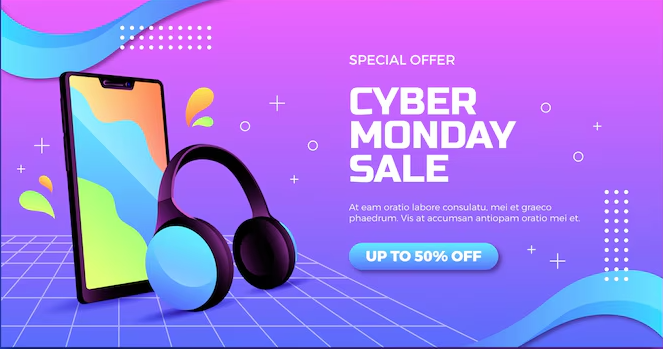 SPECIAL OFFER
CYBER
MONDAY
SALE
At eam oratio labore consulatu, mei et graeco
phaedrum. Vis at accumsan antiopam oratio mei et.
UP TO 50% OFF